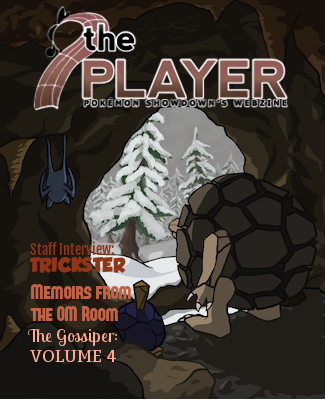 the
PLAYER
POKÉMON SHOWDOWN'S WEBZINE
Staff Interview:
TRICKSTER
Memoirs from
the OM Room
The Gossiper:
VOLUME 4